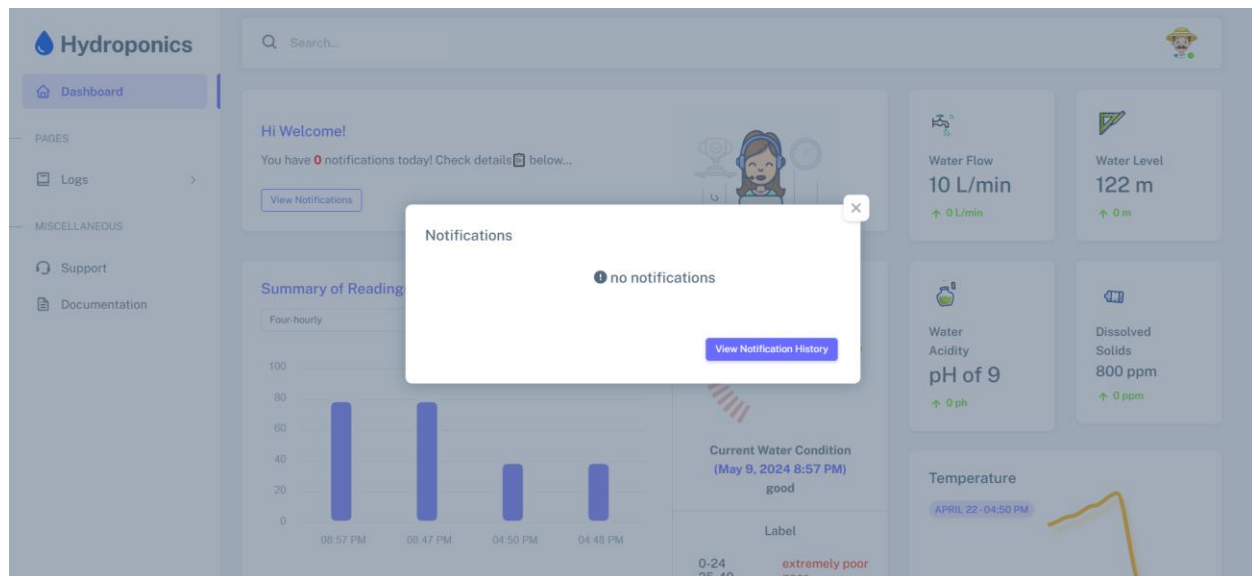 Hydroponics
Search...
Dashboard
PAGES
Logs
MISCELLANEOUS
Support
Documentation
Hi Welcome!
You have 0 notifications today! Check details below...
View Notifications
Water Flow
10 L/min
0 L/min
Water Level
122 m
0 m
Notifications
no notifications
View Notification History
Summary of Reading
Four-hourly
100
80
60
40
20
0
08:57 PM 08:47 PM 04:50 PM 04:48 PM
Current Water Condition
(May 9, 2024 8:57 PM)
good
Label
0-24 extremely poor
Water
Acidity
pH of 9
0 ph
Dissolved
Solids
800 ppm
0 ppm
Temperature
APRIL 22 - 04:50 PM